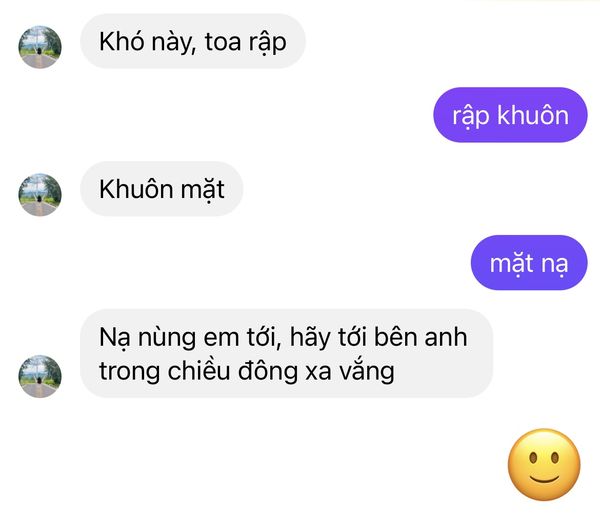 Khó này, toa rập
rập khuôn
Khuôn mặt
mặt nạ
Nạ nùng em tới, hãy tới bên anh
trong chiều đông xa vắng